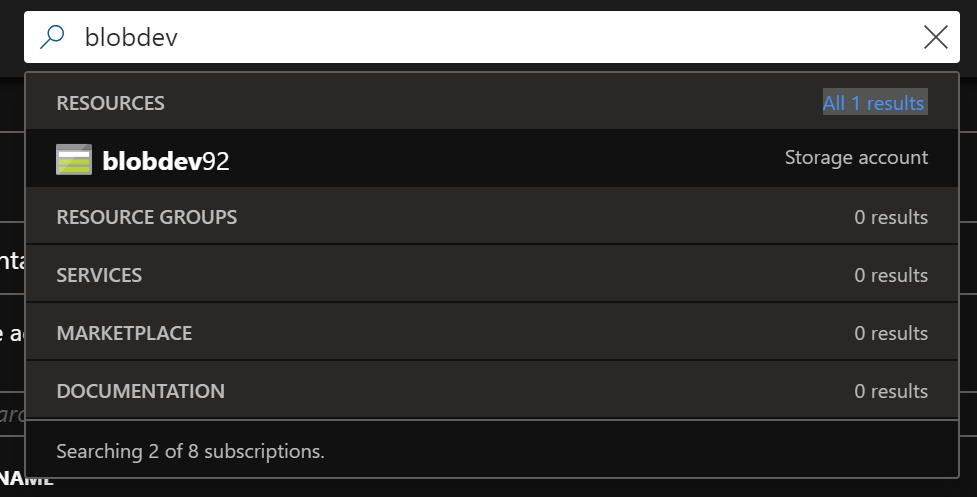 blobdev
RESOURCES All 1 results
blobdev92 Storage account
RESOURCE GROUPS 0 results
SERVICES 0 results
MARKETPLACE 0 results
DOCUMENTATION 0 results
Searching 2 of 8 subscriptions.
NAME